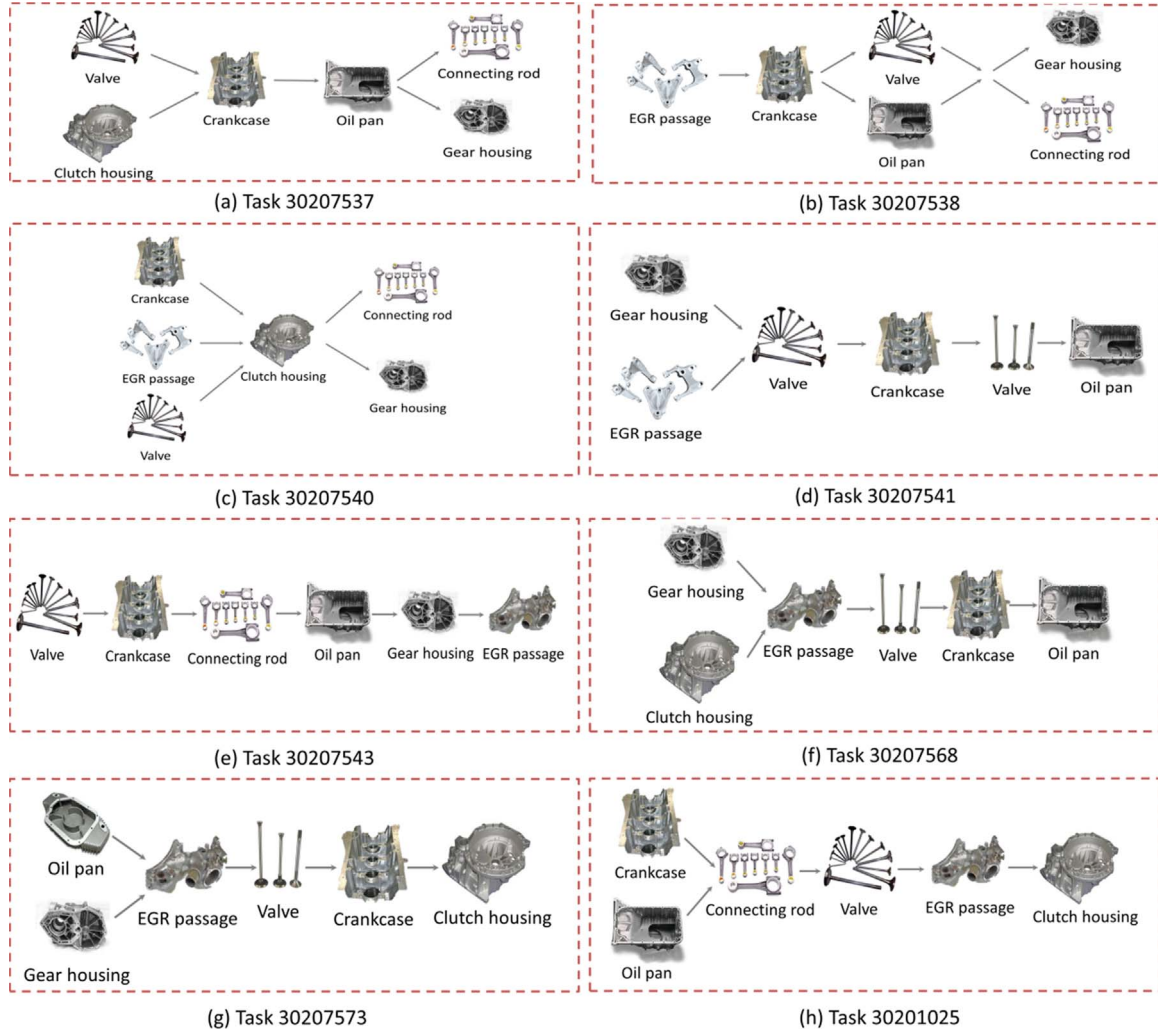 Valve
Clutch housing
Crankcase
Oil pan
Connecting rod
Gear housing
(a) Task 30207537
EGR passage
Crankcase
Valve
Oil pan
Gear housing
Connecting rod
(b) Task 30207538
Crankcase
EGR passage
Valve
Clutch housing
Connecting rod
Gear housing
(c) Task 30207540
Gear housing
EGR passage
Valve
Crankcase
Valve
Oil pan
(d) Task 30207541
Valve
Crankcase
Connecting rod
Oil pan
Gear housing
EGR passage
(e) Task 30207543
Gear housing
Clutch housing
EGR passage
Valve
Crankcase
Oil pan
(f) Task 30207568
Oil pan
Gear housing
EGR passage
Valve
Crankcase
Clutch housing
(g) Task 30207573
Crankcase
Oil pan
Connecting rod
Valve
EGR passage
Clutch housing
(h) Task 30201025